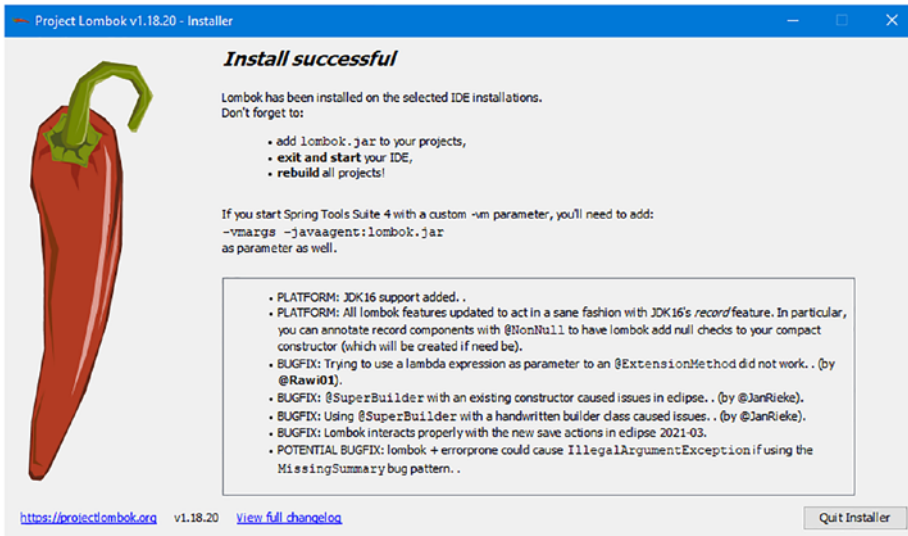 Project Lombok v1.18.20 - Installer
Install successful
Lombok has been installed on the selected IDE installations.
Don't forget to:
• add lombok.jar to your projects,
• exit and start your IDE,
• rebuild all projects!
If you start Spring Tools Suite 4 with a custom -vm parameter, you'll need to add:
-vmargs -javaagent:lombok.jar
as parameter as well.
• PLATFORM: JDK16 support added. .
• PLATFORM: All lombok features updated to act in a sane fashion with JDK16's record feature. In particular,
you can annotate record components with @NonNull to have lombok add null checks to your compact
constructor (which will be created if need be).
• BUGFIX: Trying to use a lambda expression as parameter to an @ExtensionMethod did not work. . (by
@Rawi01).
• BUGFIX: @SuperBuilder with an existing constructor caused issues in eclipse. . (by @JanRieke).
• BUGFIX: Using @SuperBuilder with a handwritten builder class caused issues. . (by @JanRieke).
• BUGFIX: Lombok interacts properly with the new save actions in eclipse 2021-03.
• POTENTIAL BUGFIX: lombok + errorprone could cause IllegalArgumentException if using the
MissingSummary bug pattern. .
https://projectlombok.org v1.18.20 View full changelog
Quit Installer